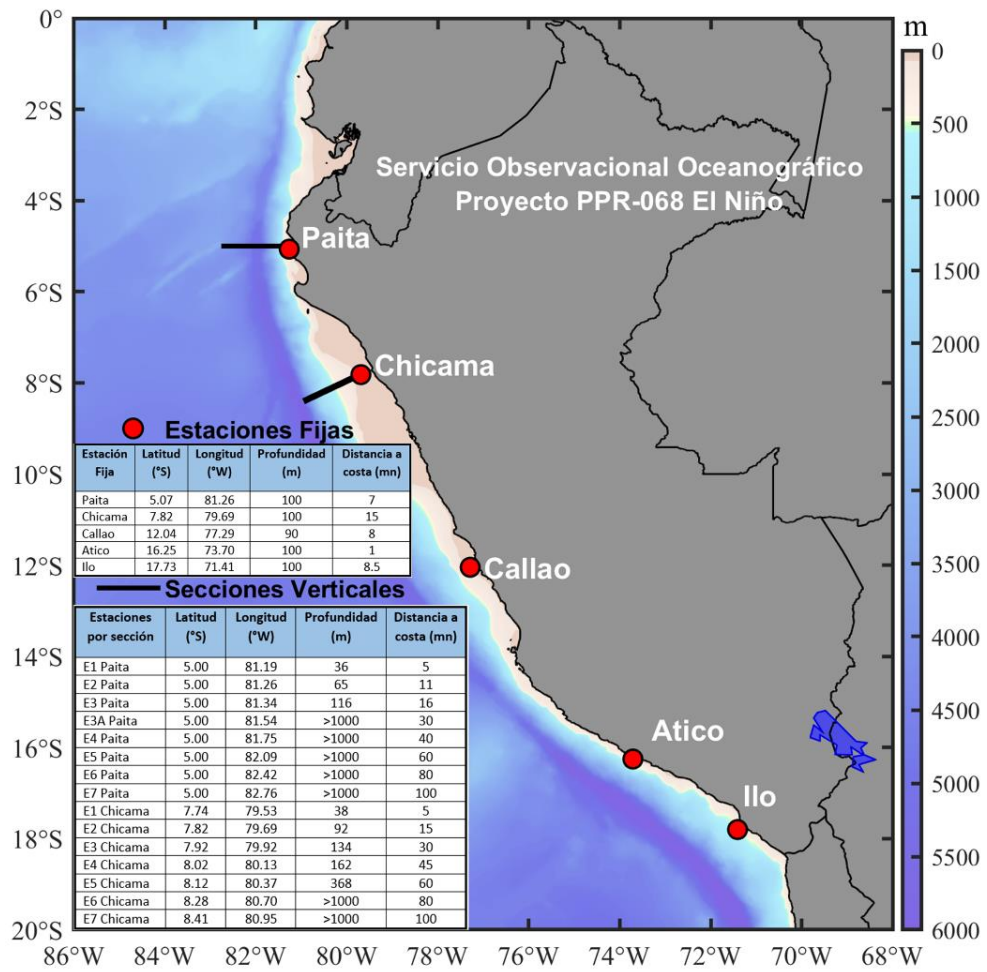 m
0°
2°S
4°S
6°S
8°S
10°S
12°S
14°S
16°S
18°S
20°S
86°W 84°W 82°W 80°W 78°W 76°W 74°W 72°W 70°W 68°W
0
500
1000
1500
2000
2500
3000
3500
4000
4500
5000
5500
6000
Servicio Observacional Oceanográfico
Proyecto PPR-068 El Niño
Paita
Chicama
Callao
Atico
Ilo
Estaciones Fijas
Estación Fija Latitud (°S) Longitud (°W) Profundidad (m) Distancia a costa (mn)
Paita 5.07 81.26 100 7
Chicama 7.82 79.69 100 15
Callao 12.04 77.29 90 8
Atico 16.25 73.70 100 1
Ilo 17.73 71.41 100 8.5
Secciones Verticales
Estaciones por sección Latitud (°S) Longitud (°W) Profundidad (m) Distancia a costa (mn)
E1 Paita 5.00 81.19 36 5
E2 Paita 5.00 81.26 65 11
E3 Paita 5.00 81.34 116 16
E3A Paita 5.00 81.54 >1000 30
E4 Paita 5.00 81.75 >1000 40
E5 Paita 5.00 82.09 >1000 60
E6 Paita 5.00 82.42 >1000 80
E7 Paita 5.00 82.76 >1000 100
E1 Chicama 7.74 79.53 38 5
E2 Chicama 7.82 79.69 92 15
E3 Chicama 7.92 79.92 134 30
E4 Chicama 8.02 80.13 162 45
E5 Chicama 8.12 80.37 368 60
E6 Chicama 8.28 80.70 >1000 80
E7 Chicama 8.41 80.95 >1000 100